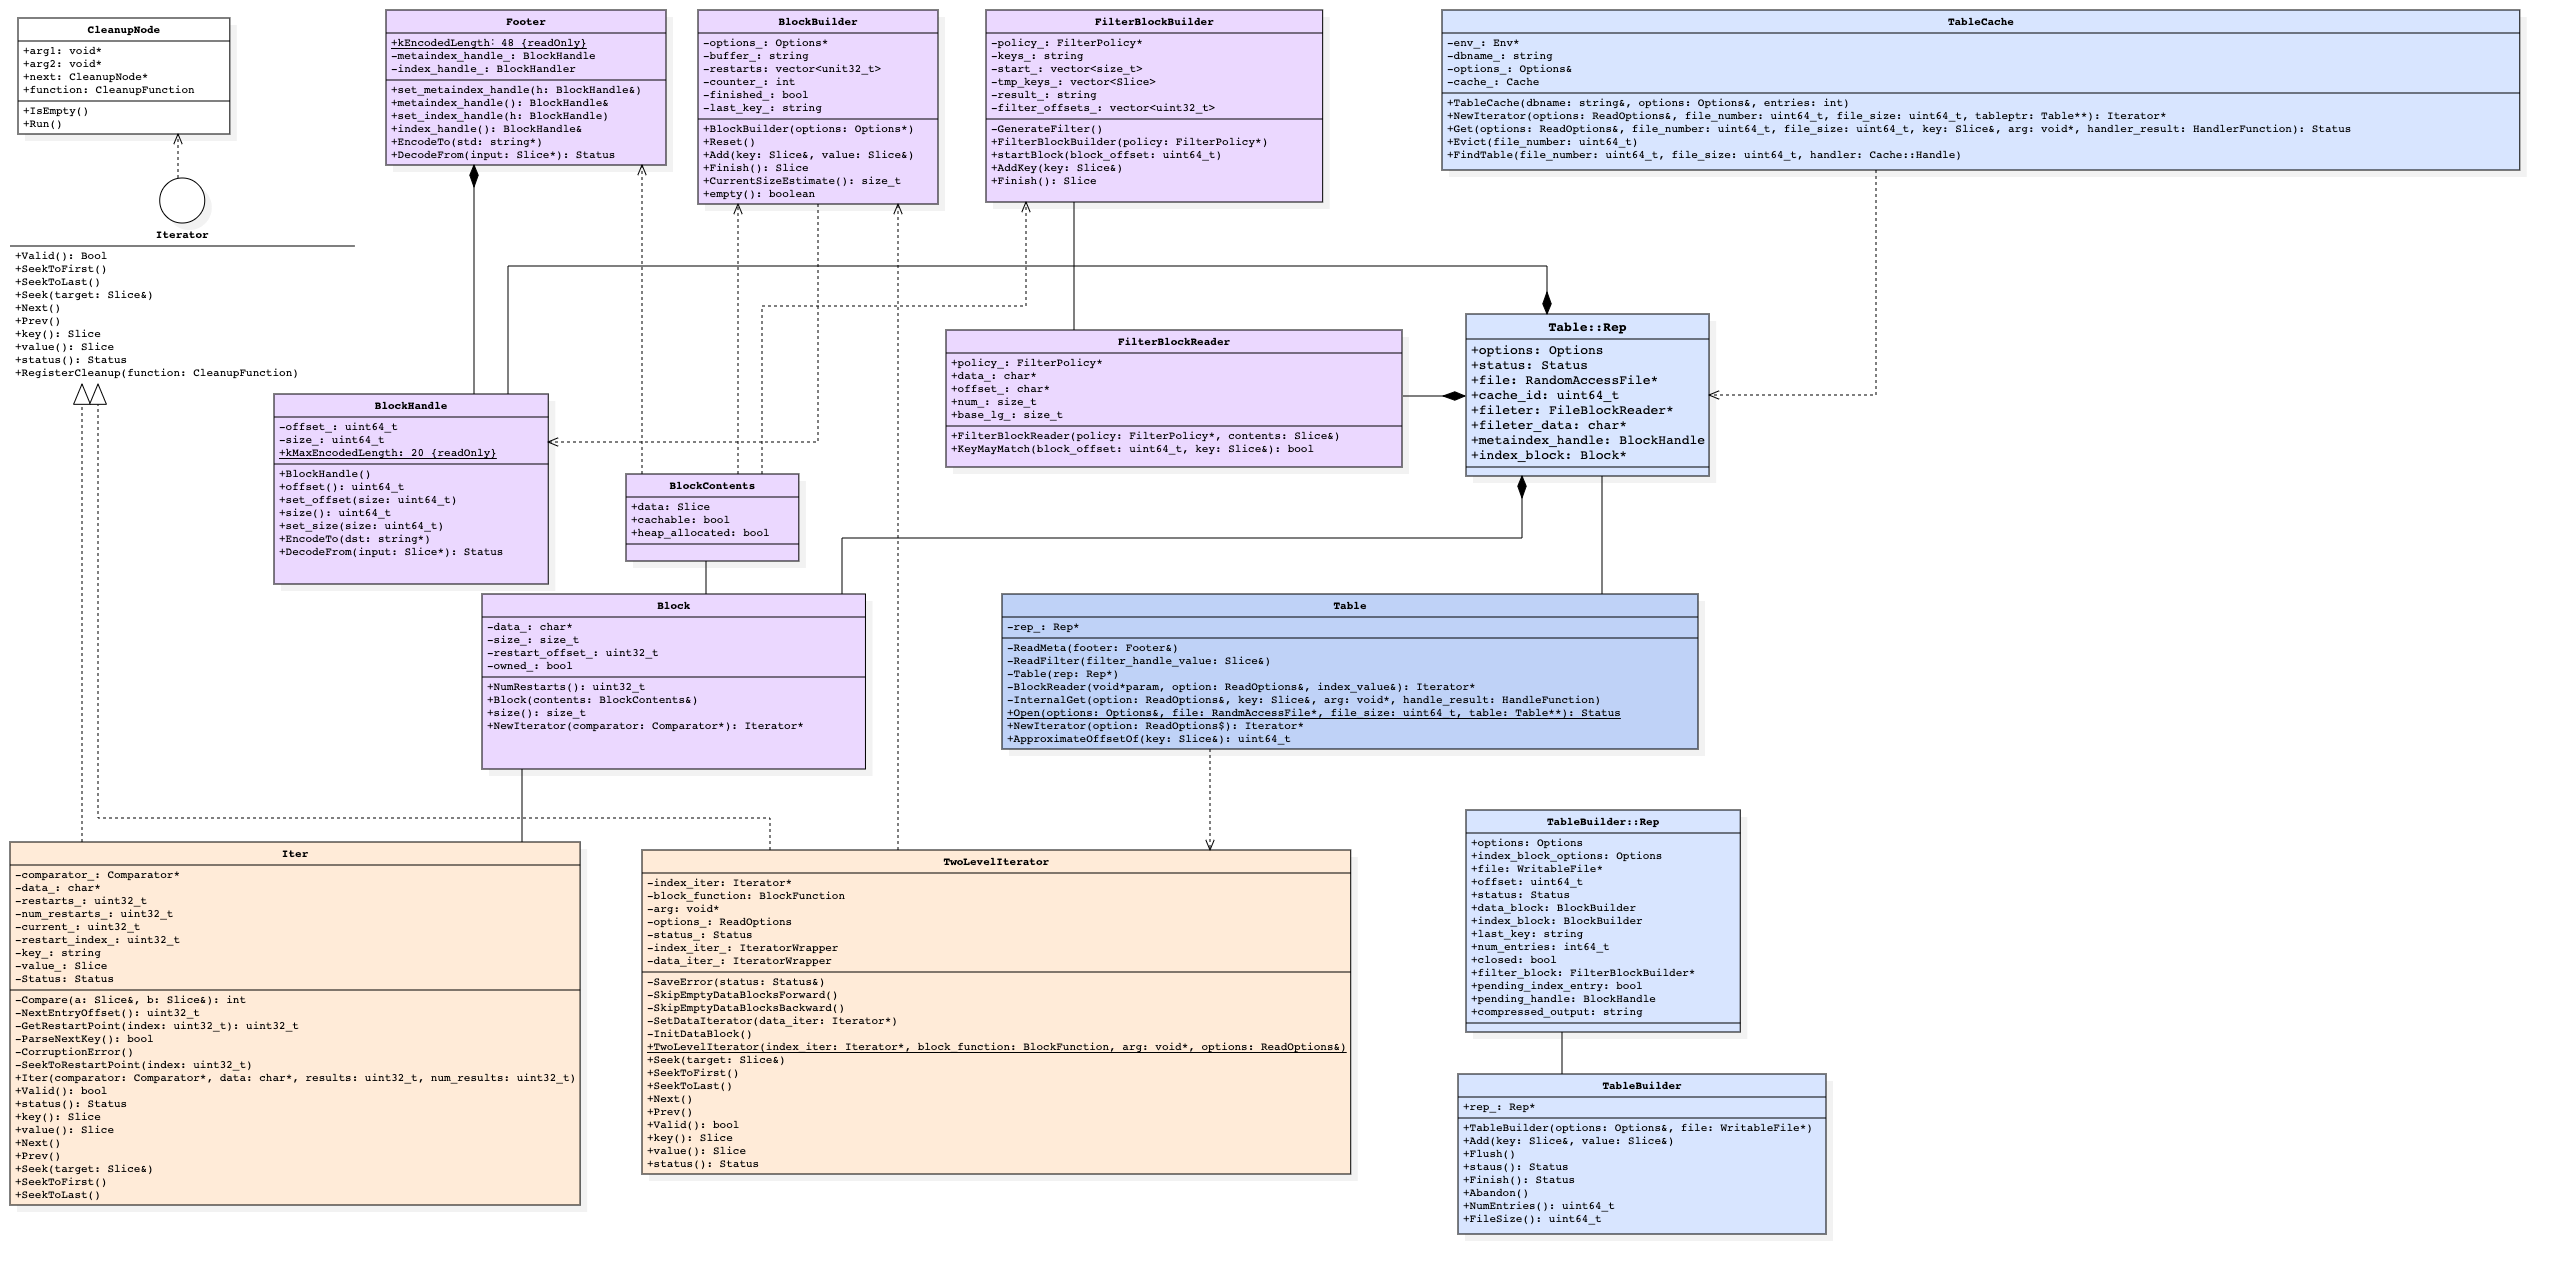 CleanupNode
+arg1: void*
+arg2: void*
+next: CleanupNode*
+function: CleanupFunction
+IsEmpty()
+Run()
Footer
+kEncodedLength: 48 {readOnly}
-metaindex_handle_: BlockHandle
-index_handle_: BlockHandler
+set_metaindex_handle(h: BlockHandle&)
+metaindex_handle(): BlockHandle&
+set_index_handle(h: BlockHandle)
+index_handle(): BlockHandle&
+EncodeTo(std: string*)
+DecodeFrom(input: Slice*): Status
BlockBuilder
-options_: Options*
-buffer_: string
-restarts: vector<unit32_t>
-counter_: int
-finished_: bool
-last_key_: string
+BlockBuilder(options: Options*)
+Reset()
+Add(key: Slice&, value: Slice&)
+Finish(): Slice
+CurrentSizeEstimate(): size_t
+empty(): boolean
FilterBlockBuilder
-policy_: FilterPolicy*
-keys_: string
-start_: vector<size_t>
-tmp_keys_: vector<Slice>
-result_: string
-filter_offsets_: vector<uint32_t>
-GenerateFilter()
+FilterBlockBuilder(policy: FilterPolicy*)
+startBlock(block_offset: uint64_t)
+AddKey(key: Slice&)
+Finish(): Slice
TableCache
-env_: Env*
-dbname_: string
-options_: Options&
-cache_: Cache
+TableCache(dbname: string&, options: Options&, entries: int)
+NewIterator(options: ReadOptions&, file_number: uint64_t, file_size: uint64_t, tableptr: Table**): Iterator*
+Get(options: ReadOptions&, file_number: uint64_t, file_size: uint64_t, key: Slice&, arg: void*, handler_result: HandlerFunction): Status
+Evict(file_number: uint64_t)
+FindTable(file_number: uint64_t, file_size: uint64_t, handler: Cache::Handle)
Iterator
+Valid(): Bool
+SeekToFirst()
+SeekToLast()
+Seek(target: Slice&)
+Next()
+Prev()
+key(): Slice
+value(): Slice
+status(): Status
+RegisterCleanup(function: CleanupFunction)
FilterBlockReader
+policy_: FilterPolicy*
+data_: char*
+offset_: char*
+num_: size_t
+base_lg_: size_t
+FilterBlockReader(policy: FilterPolicy*, contents: Slice&)
+KeyMayMatch(block_offset: uint64_t, key: Slice&): bool
Table::Rep
+options: Options
+status: Status
+file: RandomAccessFile*
+cache_id: uint64_t
+fileter: FileBlockReader*
+fileter_data: char*
+metaindex_handle: BlockHandle
+index_block: Block*
BlockHandle
-offset_: uint64_t
-size_: uint64_t
+kMaxEncodedLength: 20 {readOnly}
+BlockHandle()
+offset(): uint64_t
+set_offset(size: uint64_t)
+size(): uint64_t
+set_size(size: uint64_t)
+EncodeTo(dst: string*)
+DecodeFrom(input: Slice*): Status
BlockContents
+data: Slice
+cachable: bool
+heap_allocated: bool
Block
-data_: char*
-size_: size_t
-restart_offset_: uint32_t
-owned_: bool
+NumRestarts(): uint32_t
+Block(contents: BlockContents&)
+size(): size_t
+NewIterator(comparator: Comparator*): Iterator*
Table
-rep_: Rep*
-ReadMeta(footer: Footer&)
-ReadFilter(filter_handle_value: Slice&)
-Table(rep: Rep*)
-BlockReader(void*param, option: ReadOptions&, index_value&): Iterator*
-InternalGet(option: ReadOptions&, key: Slice&, arg: void*, handle_result: HandleFunction)
+Open(options: Options&, file: RandmAccessFile*, file_size: uint64_t, table: Table**): Status
+NewIterator(option: ReadOptions$): Iterator*
+ApproximateOffsetOf(key: Slice&): uint64_t
Iter
-comparator_: Comparator*
-data_: char*
-restarts_: uint32_t
-num_restarts_: uint32_t
-current_: uint32_t
-restart_index_: uint32_t
-key_: string
-value_: Slice
-Status: Status
-Compare(a: Slice&, b: Slice&): int
-NextEntryOffset(): uint32_t
-GetRestartPoint(index: uint32_t): uint32_t
-ParseNextKey(): bool
-CorruptionError()
-SeekToRestartPoint(index: uint32_t)
+Iter(comparator: Comparator*, data: char*, results: uint32_t, num_results: uint32_t)
+Valid(): bool
+status(): Status
+key(): Slice
+value(): Slice
+Next()
+Prev()
+Seek(target: Slice&)
+SeekToFirst()
+SeekToLast()
TwoLevelIterator
-index_iter: Iterator*
-block_function: BlockFunction
-arg: void*
-options_: ReadOptions
-status_: Status
-index_iter_: IteratorWrapper
-data_iter_: IteratorWrapper
-SaveError(status: Status&)
-SkipEmptyDataBlocksForward()
-SkipEmptyDataBlocksBackward()
-SetDataIterator(data_iter: Iterator*)
-InitDataBlock()
+TwoLevelIterator(index_iter: Iterator*, block_function: BlockFunction, arg: void*, options: ReadOptions&)
+Seek(target: Slice&)
+SeekToFirst()
+SeekToLast()
+Next()
+Prev()
+Valid(): bool
+key(): Slice
+value(): Slice
+status(): Status
TableBuilder::Rep
+options: Options
+index_block_options: Options
+file: WritableFile*
+offset: uint64_t
+status: Status
+data_block: BlockBuilder
+index_block: BlockBuilder
+last_key: string
+num_entries: int64_t
+closed: bool
+filter_block: FilterBlockBuilder*
+pending_index_entry: bool
+pending_handle: BlockHandle
+compressed_output: string
TableBuilder
+rep_: Rep*
+TableBuilder(options: Options&, file: WritableFile*)
+Add(key: Slice&, value: Slice&)
+Flush()
+staus(): Status
+Finish(): Status
+Abandon()
+NumEntries(): uint64_t
+FileSize(): uint64_t